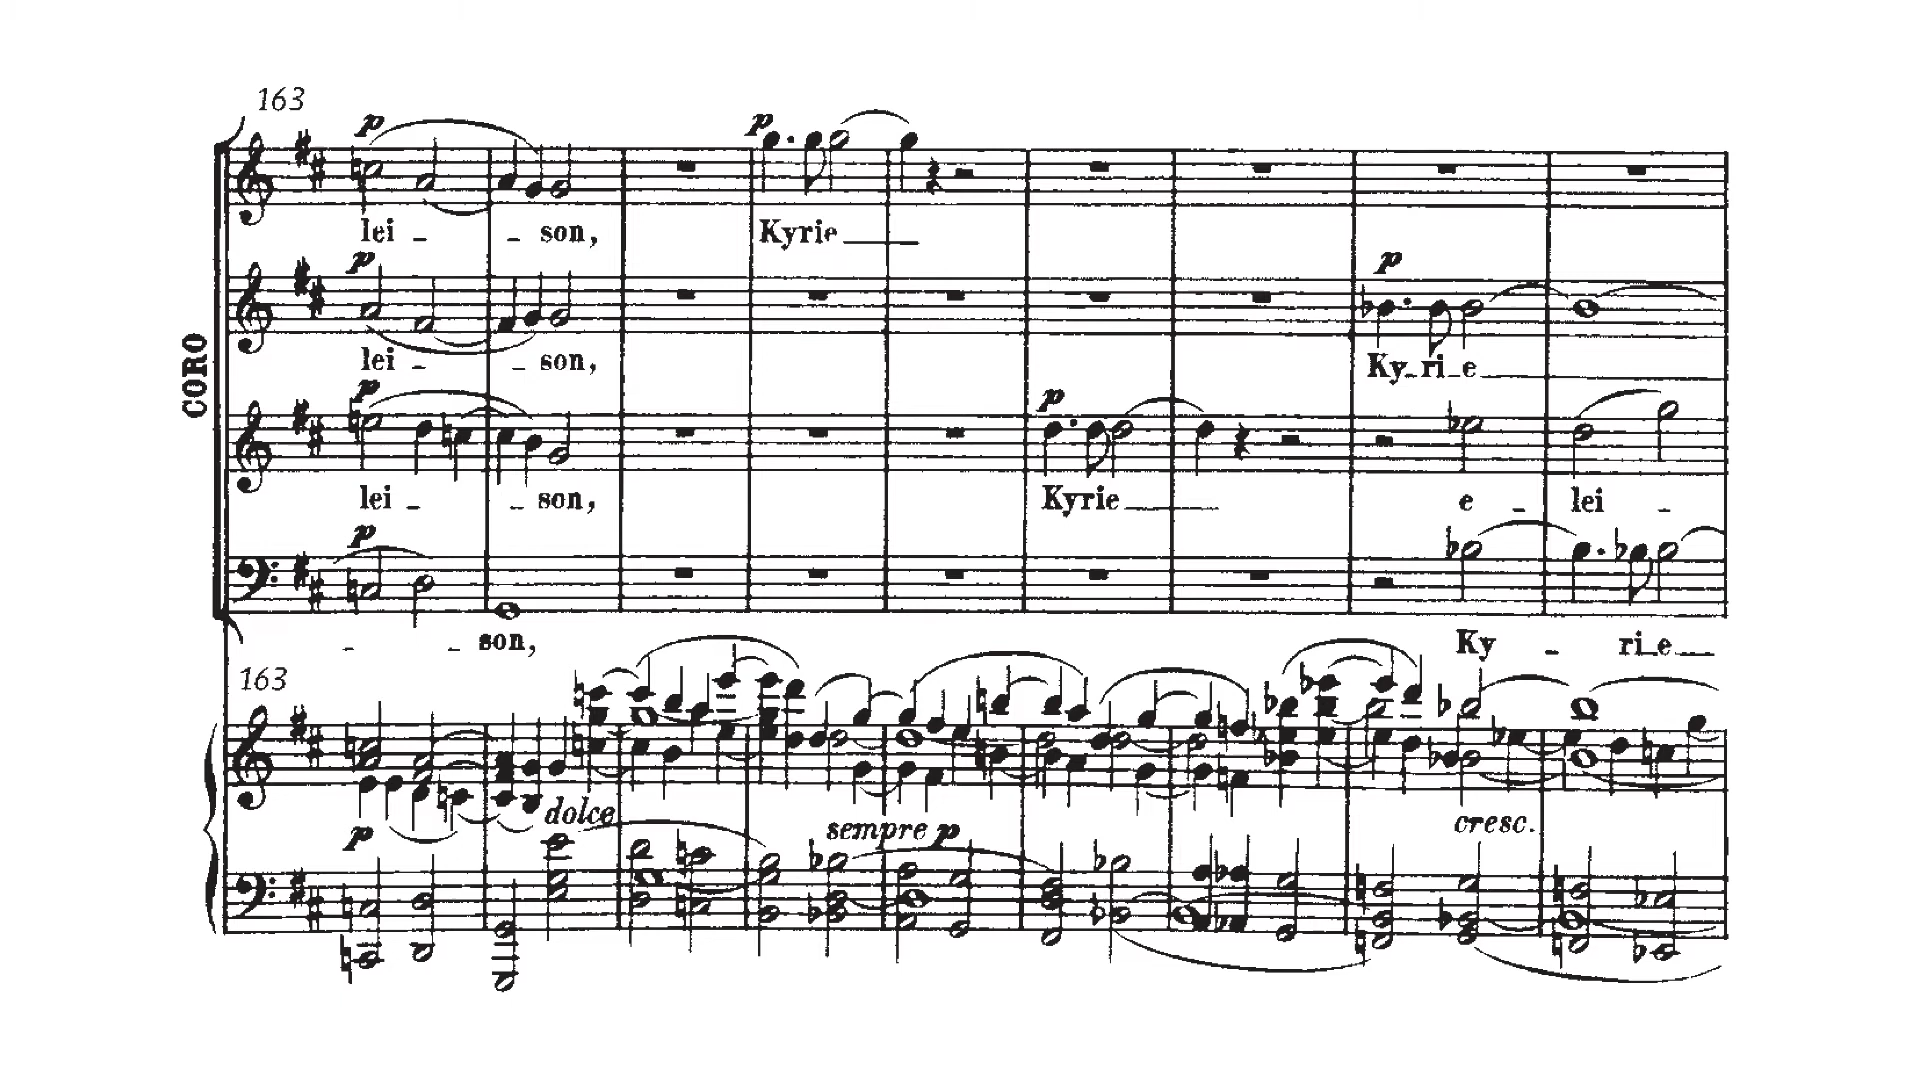 163
p p
lei - - son, Kyrie
p p
lei - - son, Ky-ri-e
CORO
p p
lei - - son, Kyrie e - lei -
p
- - son, Ky - ri-e
163
p dolce sempre p cresc.